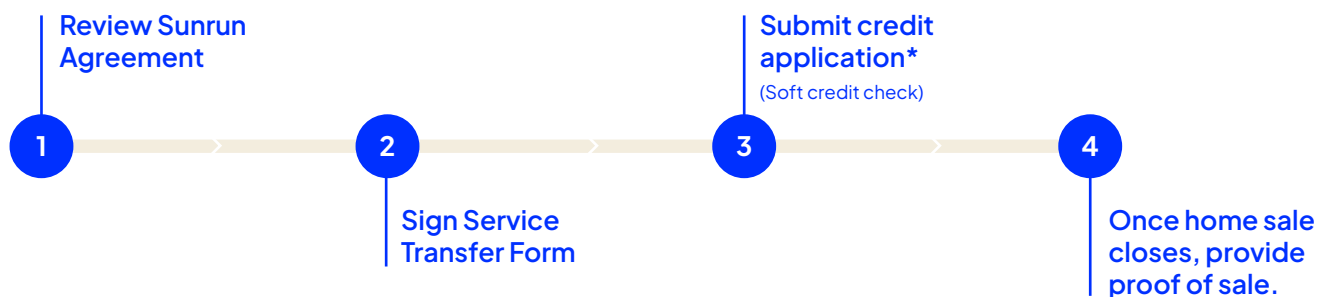 Review Sunrun
Agreement
1
2
Sign Service
Transfer Form
Submit credit
application*
(Soft credit check)
3
4
Once home sale
closes, provide
proof of sale.